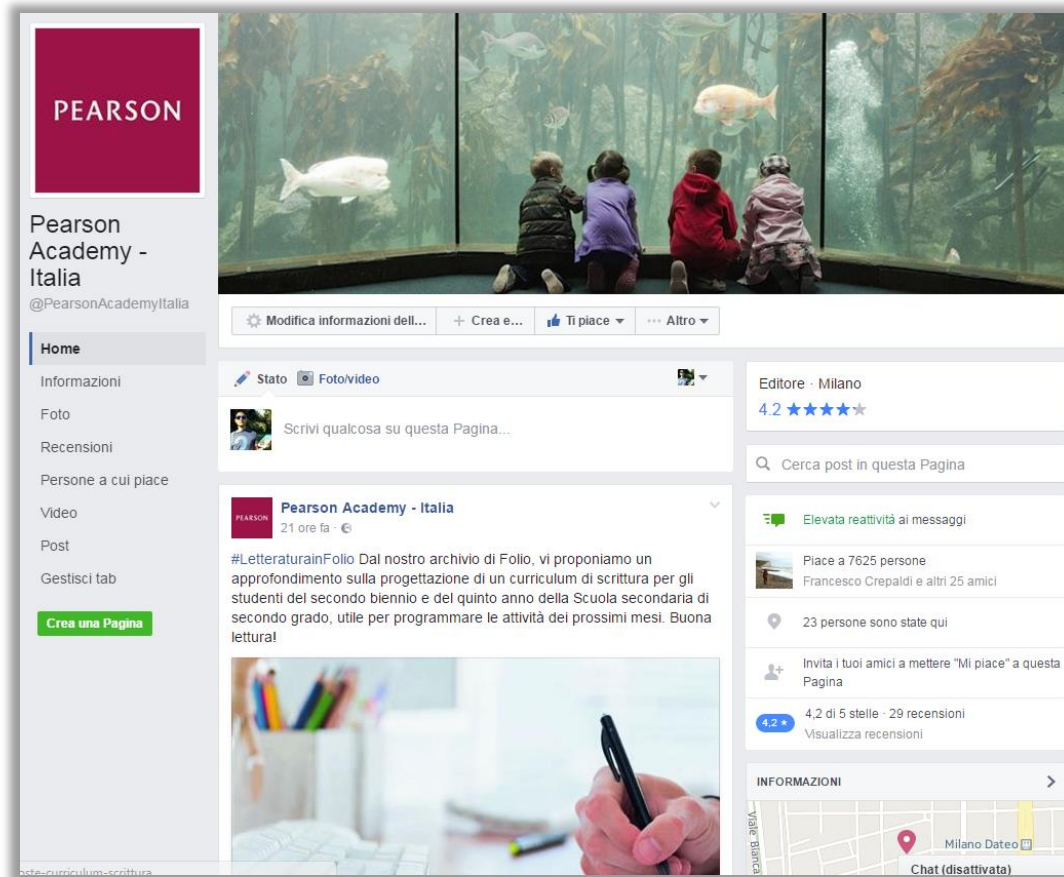 PEARSON
Pearson
Academy -
Italia
@PearsonAcademyItalia
Home
Informazioni
Foto
Recensioni
Persone a cui piace
Video
Post
Gestisci tab
Crea una Pagina
Modifica informazioni dell... + Crea e... Ti piace ... Altro
Stato Foto/video
Scrivi qualcosa su questa Pagina...
PEARSON
Pearson Academy - Italia
21 ore fa ·
#LetteraturainFolio Dal nostro archivio di Folio, vi proponiamo un
approfondimento sulla progettazione di un curriculum di scrittura per gli
studenti del secondo biennio e del quinto anno della Scuola secondaria di
secondo grado, utile per programmare le attività dei prossimi mesi. Buona
lettura!
Editore · Milano
4.2 ★★★★★
Cerca post in questa Pagina
Elevata reattività ai messaggi
Piace a 7625 persone
Francesco Crepaldi e altri 25 amici
23 persone sono state qui
Invita i tuoi amici a mettere "Mi piace" a questa
Pagina
4,2 ★
4,2 di 5 stelle · 29 recensioni
Visualizza recensioni
INFORMAZIONI
Viale Bianca
Milano Dateo
Chat (disattivata)